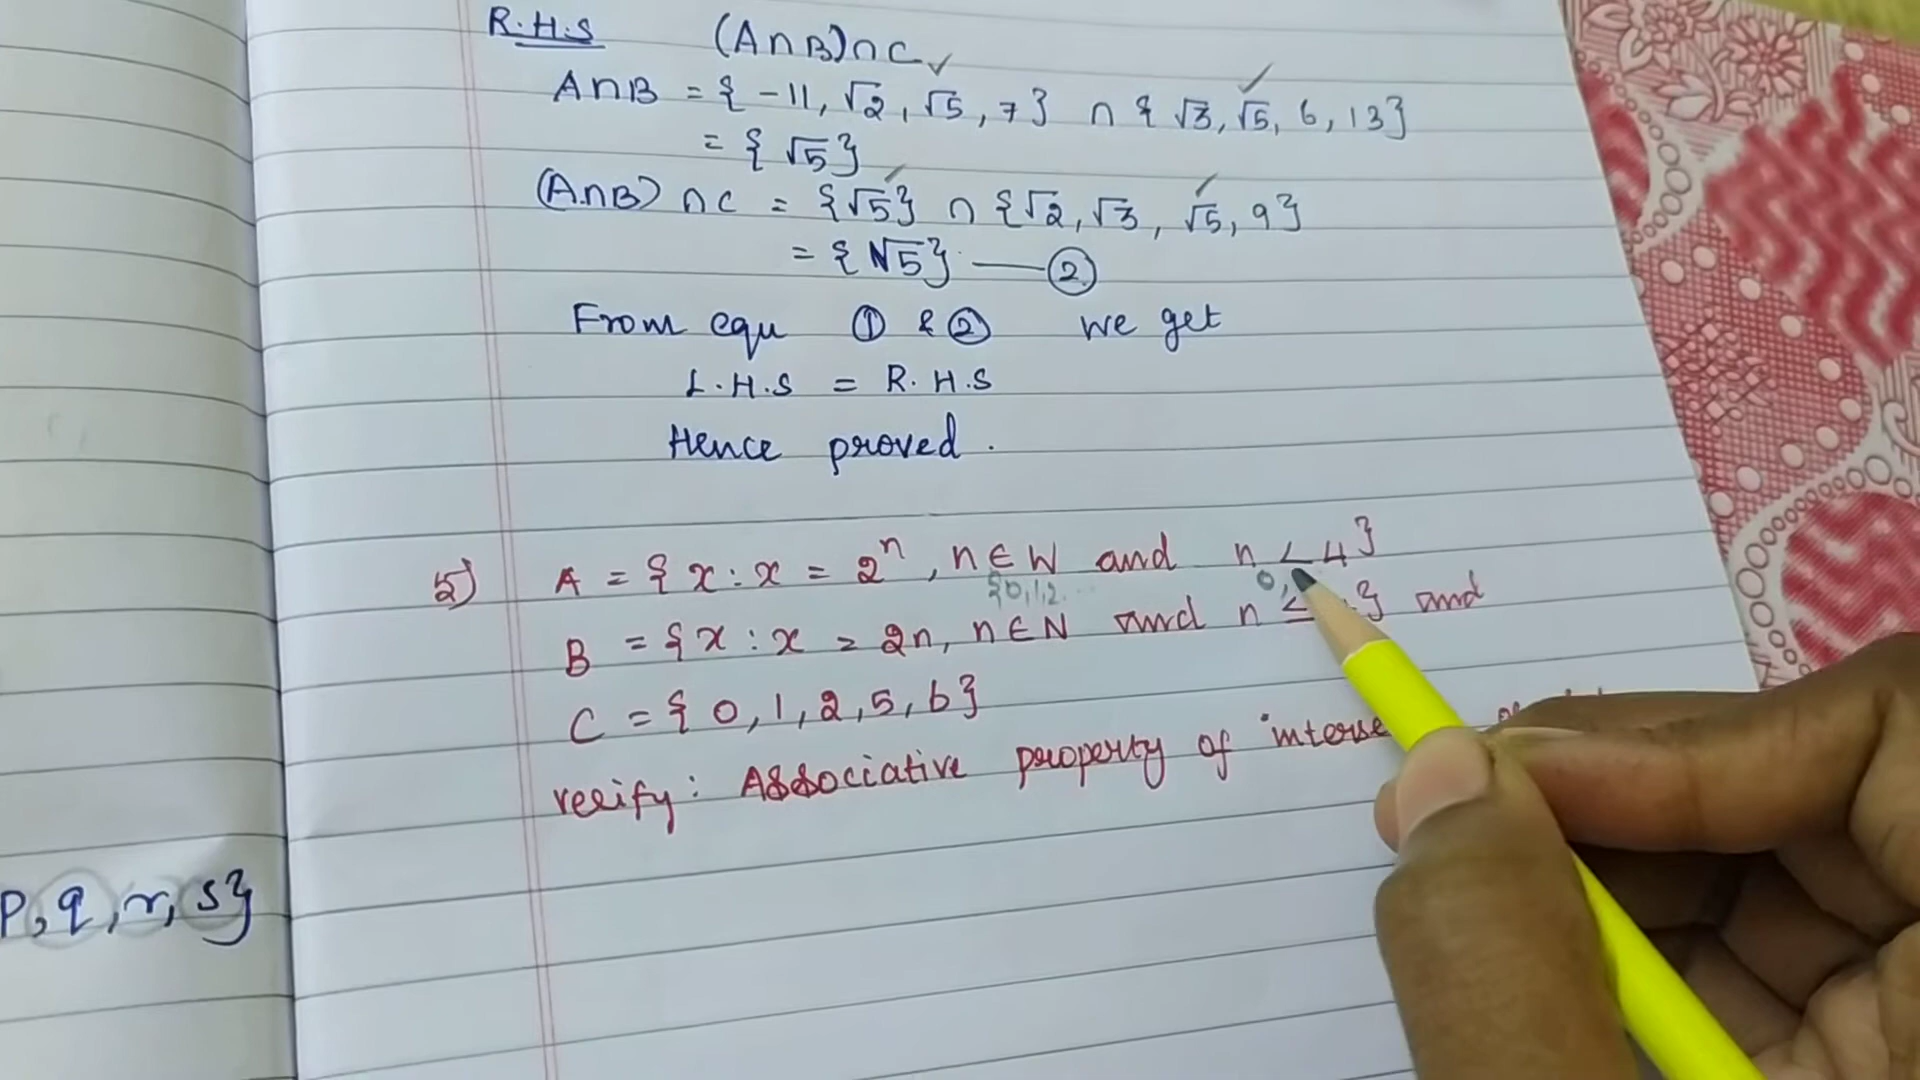 R.H.S (A∩B)∩C ✓
A∩B = {-11, √2, √5, 7} ∩ {√3, √5, 6, 13}
= {√5}
(A∩B) ∩C = {√5} ∩ {√2, √3, √5, 9}
= {√5} — ②
From equ ① & ② we get
L.H.S = R.H.S
Hence proved.
5) A = {x : x = 2ⁿ, n∈W and n < 4}
{0,1,2... 0,
B = {x : x = 2n, n∈N and n ≤ } and
C = {0, 1, 2, 5, 6}
verify: Associative property of
p, q, r, s}